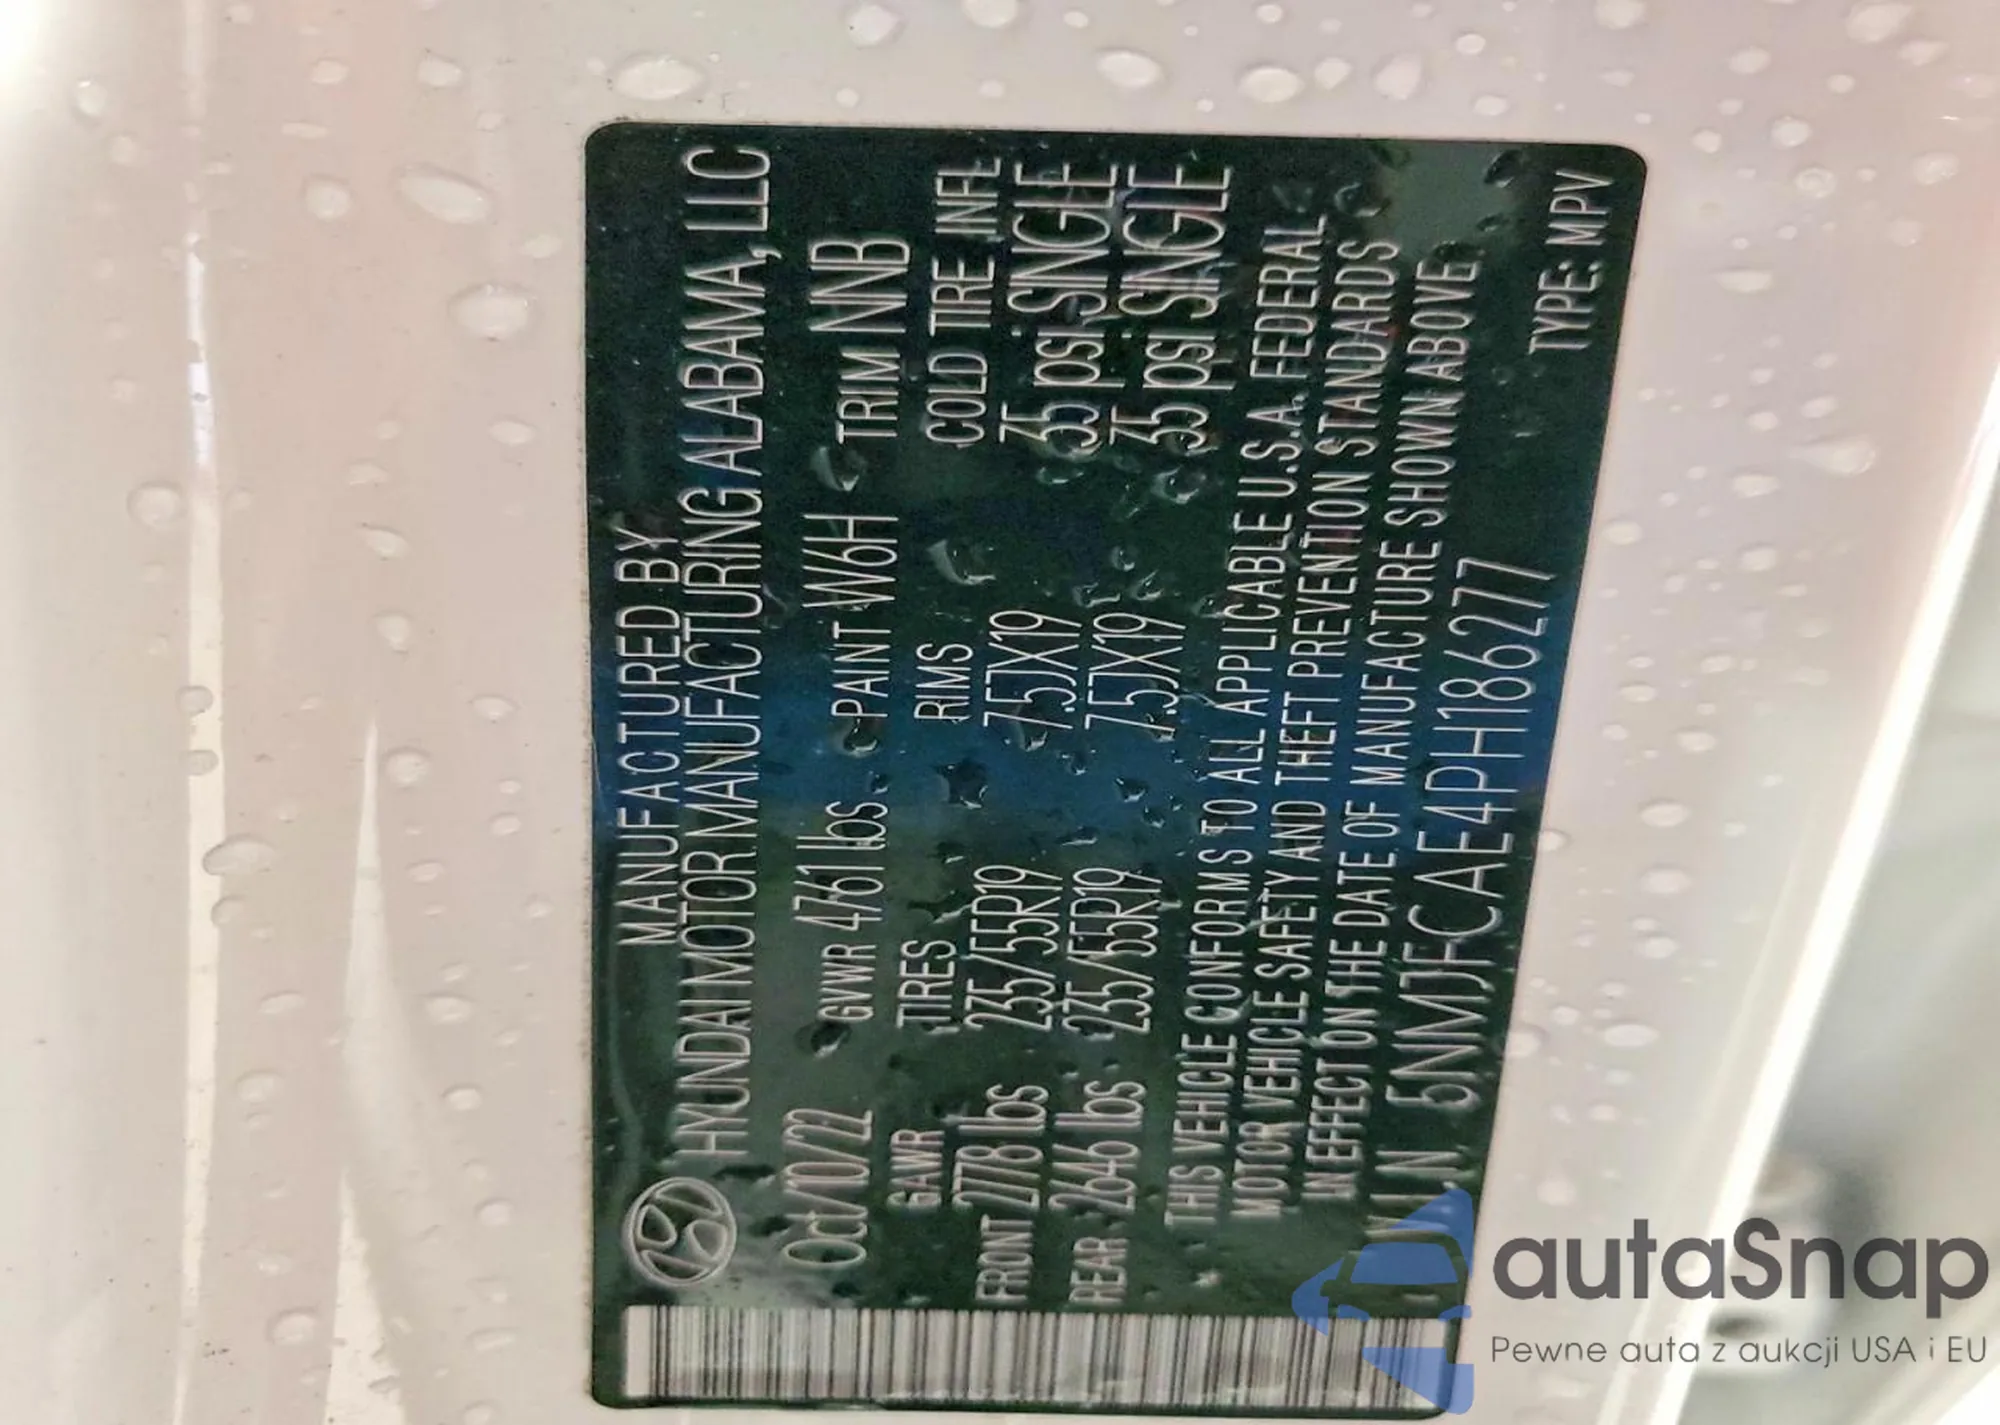 MANUFACTURED BY
HYUNDAI MOTOR MANUFACTURING ALABAMA, LLC
Oct/10/22 GVWR 4761 lbs. PAINT W6H TRIM NNB
GAWR TIRES RIMS COLD TIRE INFL
FRONT 2778 lbs 235/55R19 7.5JX19 35 psi SINGLE
REAR 2646 lbs 235/55R19 7.5JX19 35 psi SINGLE
THIS VEHICLE CONFORMS TO ALL APPLICABLE U.S.A. FEDERAL
MOTOR VEHICLE SAFETY AND THEFT PREVENTION STANDARDS
IN EFFECT ON THE DATE OF MANUFACTURE SHOWN ABOVE.
V.I.N 5NMJFCAE4PH186277
TYPE: MPV
autaSnap
Pewne auta z aukcji USA i EU